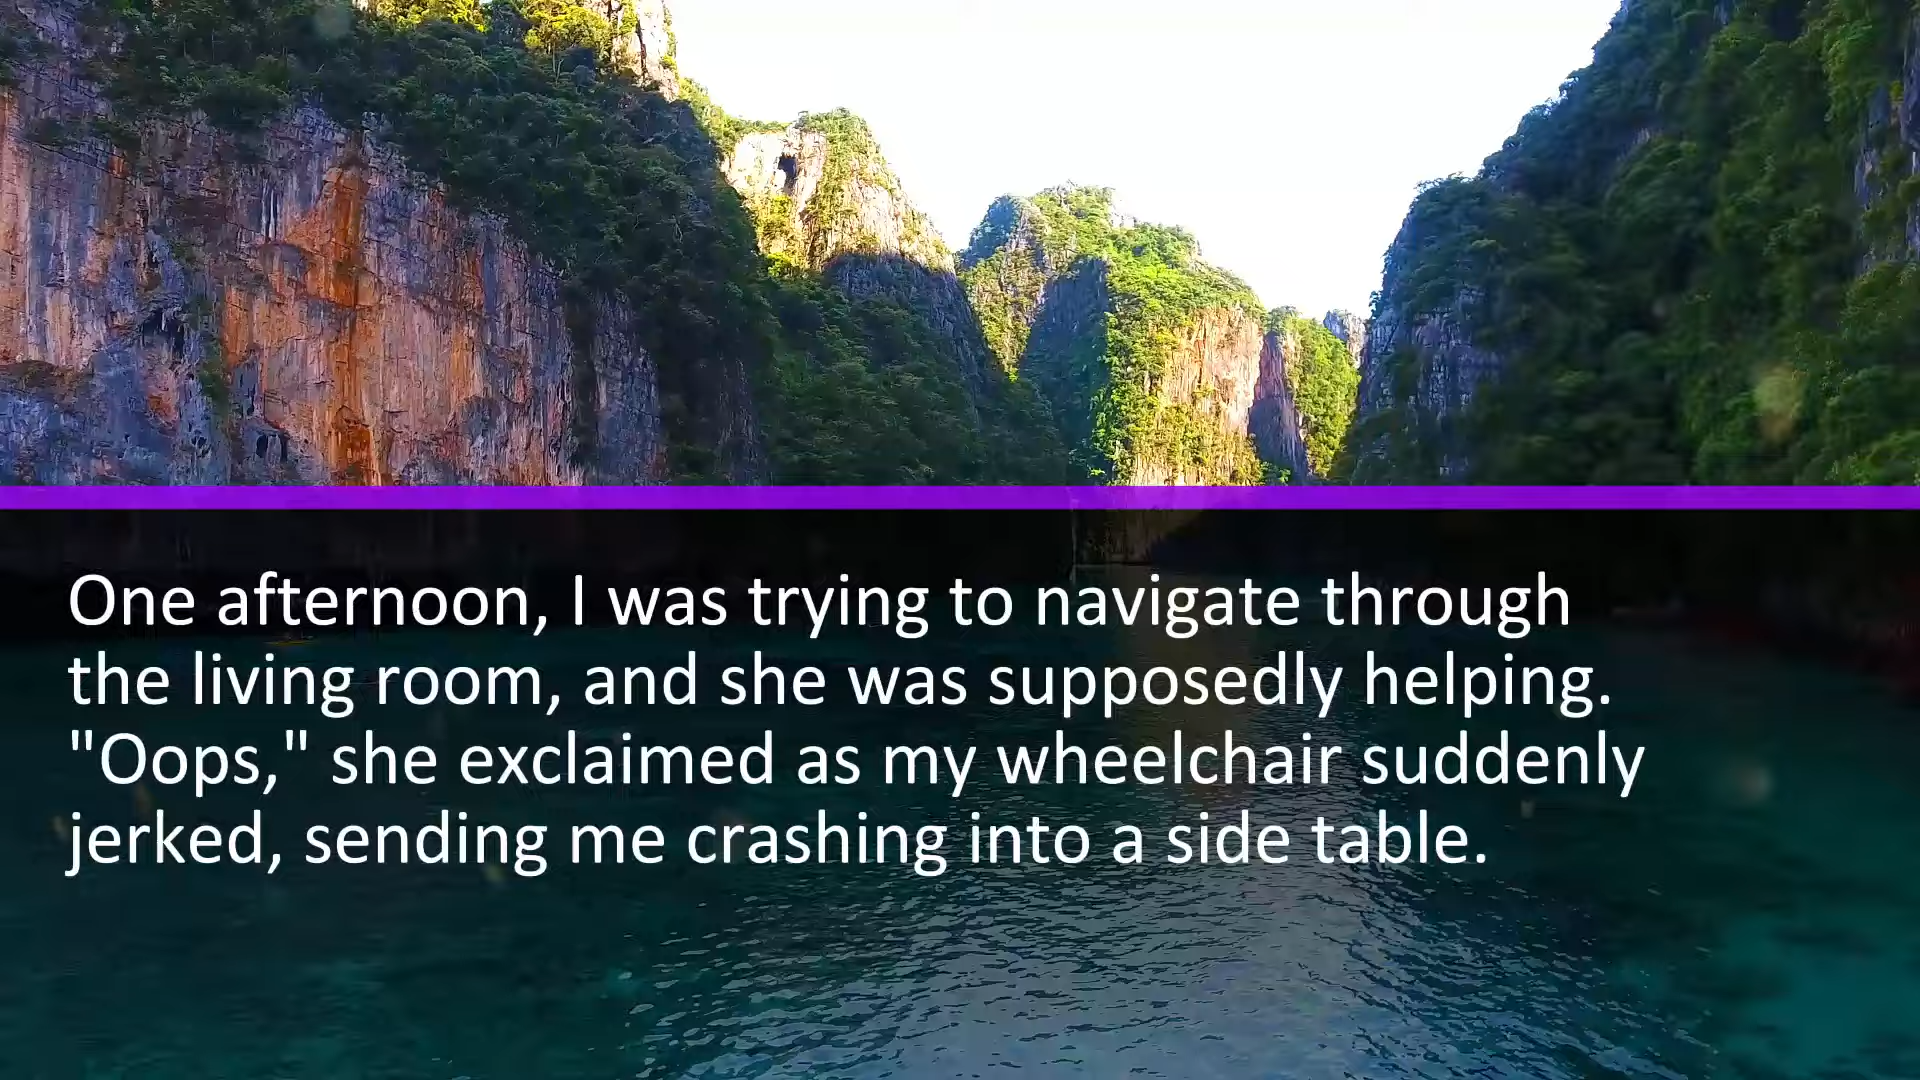 One afternoon, I was trying to navigate through
the living room, and she was supposedly helping.
"Oops," she exclaimed as my wheelchair suddenly
jerked, sending me crashing into a side table.